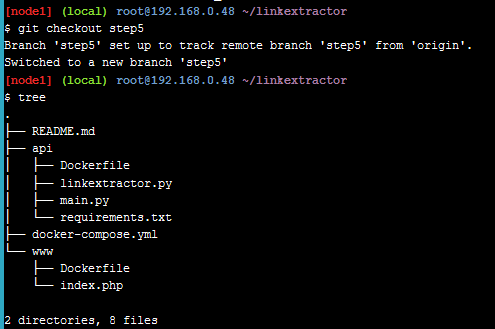 [node1] (local) root@192.168.0.48 ~/linkextractor
$ git checkout step5
Branch 'step5' set up to track remote branch 'step5' from 'origin'.
Switched to a new branch 'step5'
[node1] (local) root@192.168.0.48 ~/linkextractor
$ tree
.
├── README.md
├── api
│   ├── Dockerfile
│   ├── linkextractor.py
│   ├── main.py
│   └── requirements.txt
├── docker-compose.yml
└── www
    ├── Dockerfile
    └── index.php

2 directories, 8 files